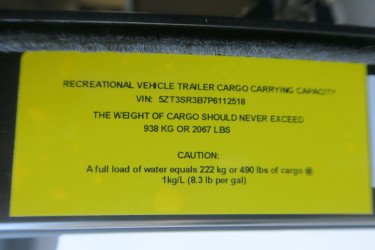 RECREATIONAL VEHICLE TRAILER CARGO CARRYING CAPACITY
VIN: 5ZT3SR3B7P6112518
THE WEIGHT OF CARGO SHOULD NEVER EXCEED
938 KG OR 2067 LBS
CAUTION:
A full load of water equals 222 kg or 490 lbs of cargo @
1kg/L (8.3 lb per gal)